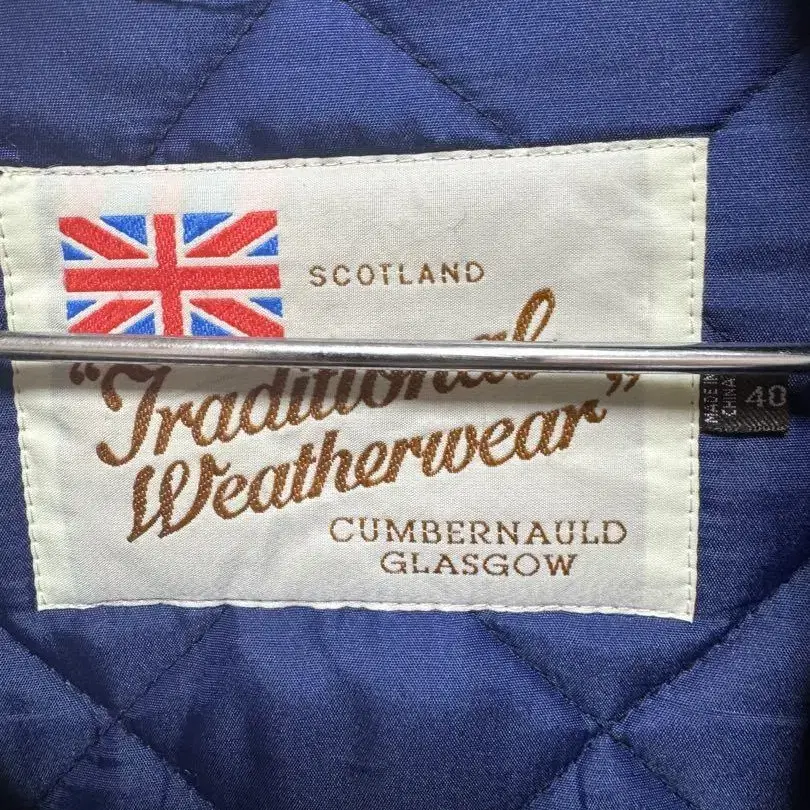 SCOTLAND
"Traditional
Weatherwear"
CUMBERNAULD
GLASGOW
MADE IN
CHINA
40